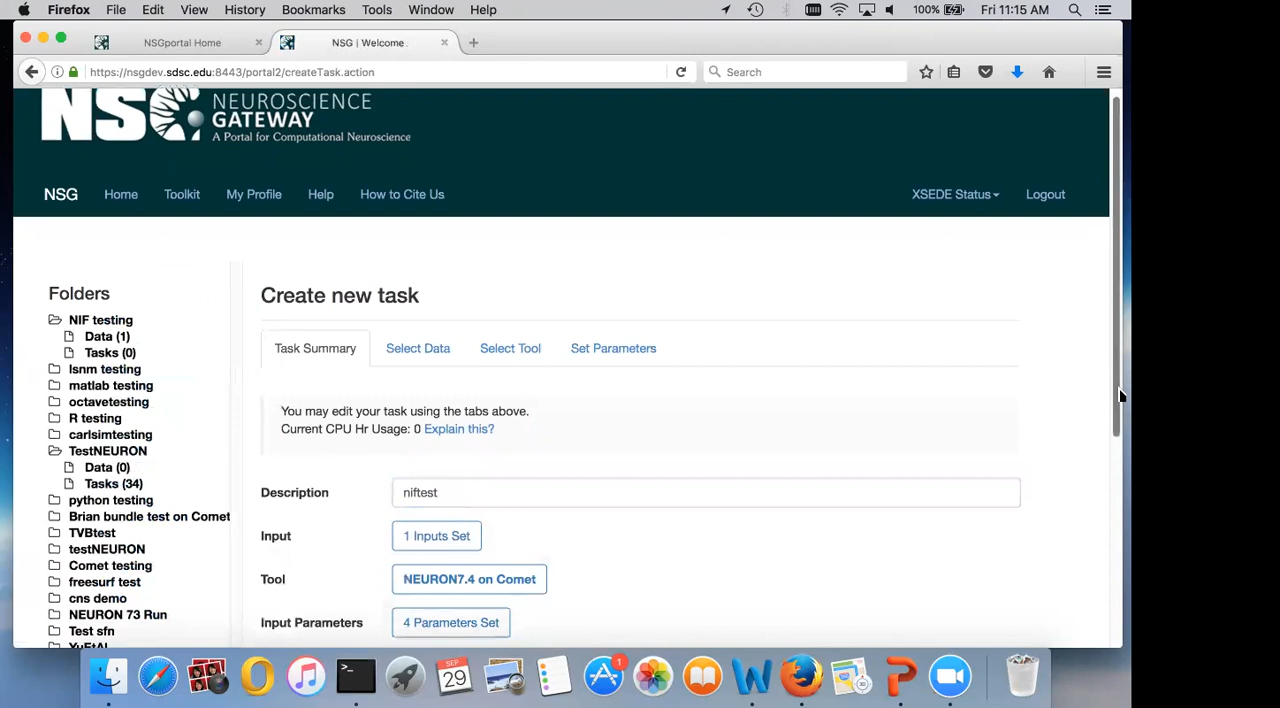 Firefox File Edit View History Bookmarks Tools Window Help 100% Fri 11:15 AM
NSGportal Home NSG | Welcome
https://nsgdev.sdsc.edu:8443/portal2/createTask.action Search
NSG NEUROSCIENCE
GATEWAY
A Portal for Computational Neuroscience
NSG Home Toolkit My Profile Help How to Cite Us XSEDE Status Logout
Folders
NIF testing
Data (1)
Tasks (0)
lsnm testing
matlab testing
octavetesting
R testing
carlsimtesting
TestNEURON
Data (0)
Tasks (34)
python testing
Brian bundle test on Comet
TVBtest
testNEURON
Comet testing
freesurf test
cns demo
NEURON 73 Run
Test sfn
YuEtAl
Create new task
Task Summary Select Data Select Tool Set Parameters
You may edit your task using the tabs above.
Current CPU Hr Usage: 0 Explain this?
Description niftest
Input 1 Inputs Set
Tool NEURON7.4 on Comet
Input Parameters 4 Parameters Set
SEP
29
1